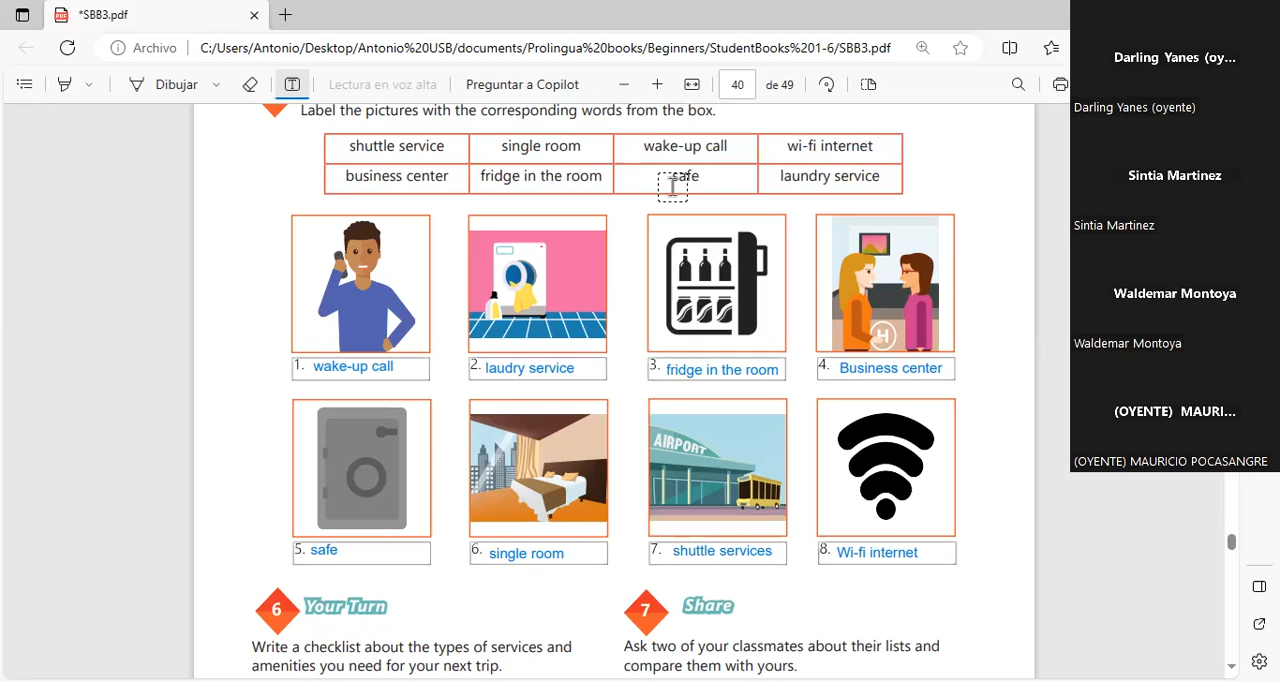 *SBB3.pdf
Archivo
C:/Users/Antonio/Desktop/Antonio%20USB/documents/Prolingua%20books/Beginners/StudentBooks%201-6/SBB3.pdf
Dibujar
Lectura en voz alta
Preguntar a Copilot
40
de 49
Darling Yanes (oy...
Darling Yanes (oyente)
Sintia Martinez
Sintia Martinez
Waldemar Montoya
Waldemar Montoya
(OYENTE) MAURI...
(OYENTE) MAURICIO POCASANGRE
Label the pictures with the corresponding words from the box.
shuttle service single room wake-up call wi-fi internet
business center fridge in the room safe laundry service
H
1. wake-up call
2. laudry service
3. fridge in the room
4. Business center
AIRPORT
5. safe
6. single room
7. shuttle services
8. Wi-fi internet
6 Your Turn
Write a checklist about the types of services and
amenities you need for your next trip.
7 Share
Ask two of your classmates about their lists and
compare them with yours.